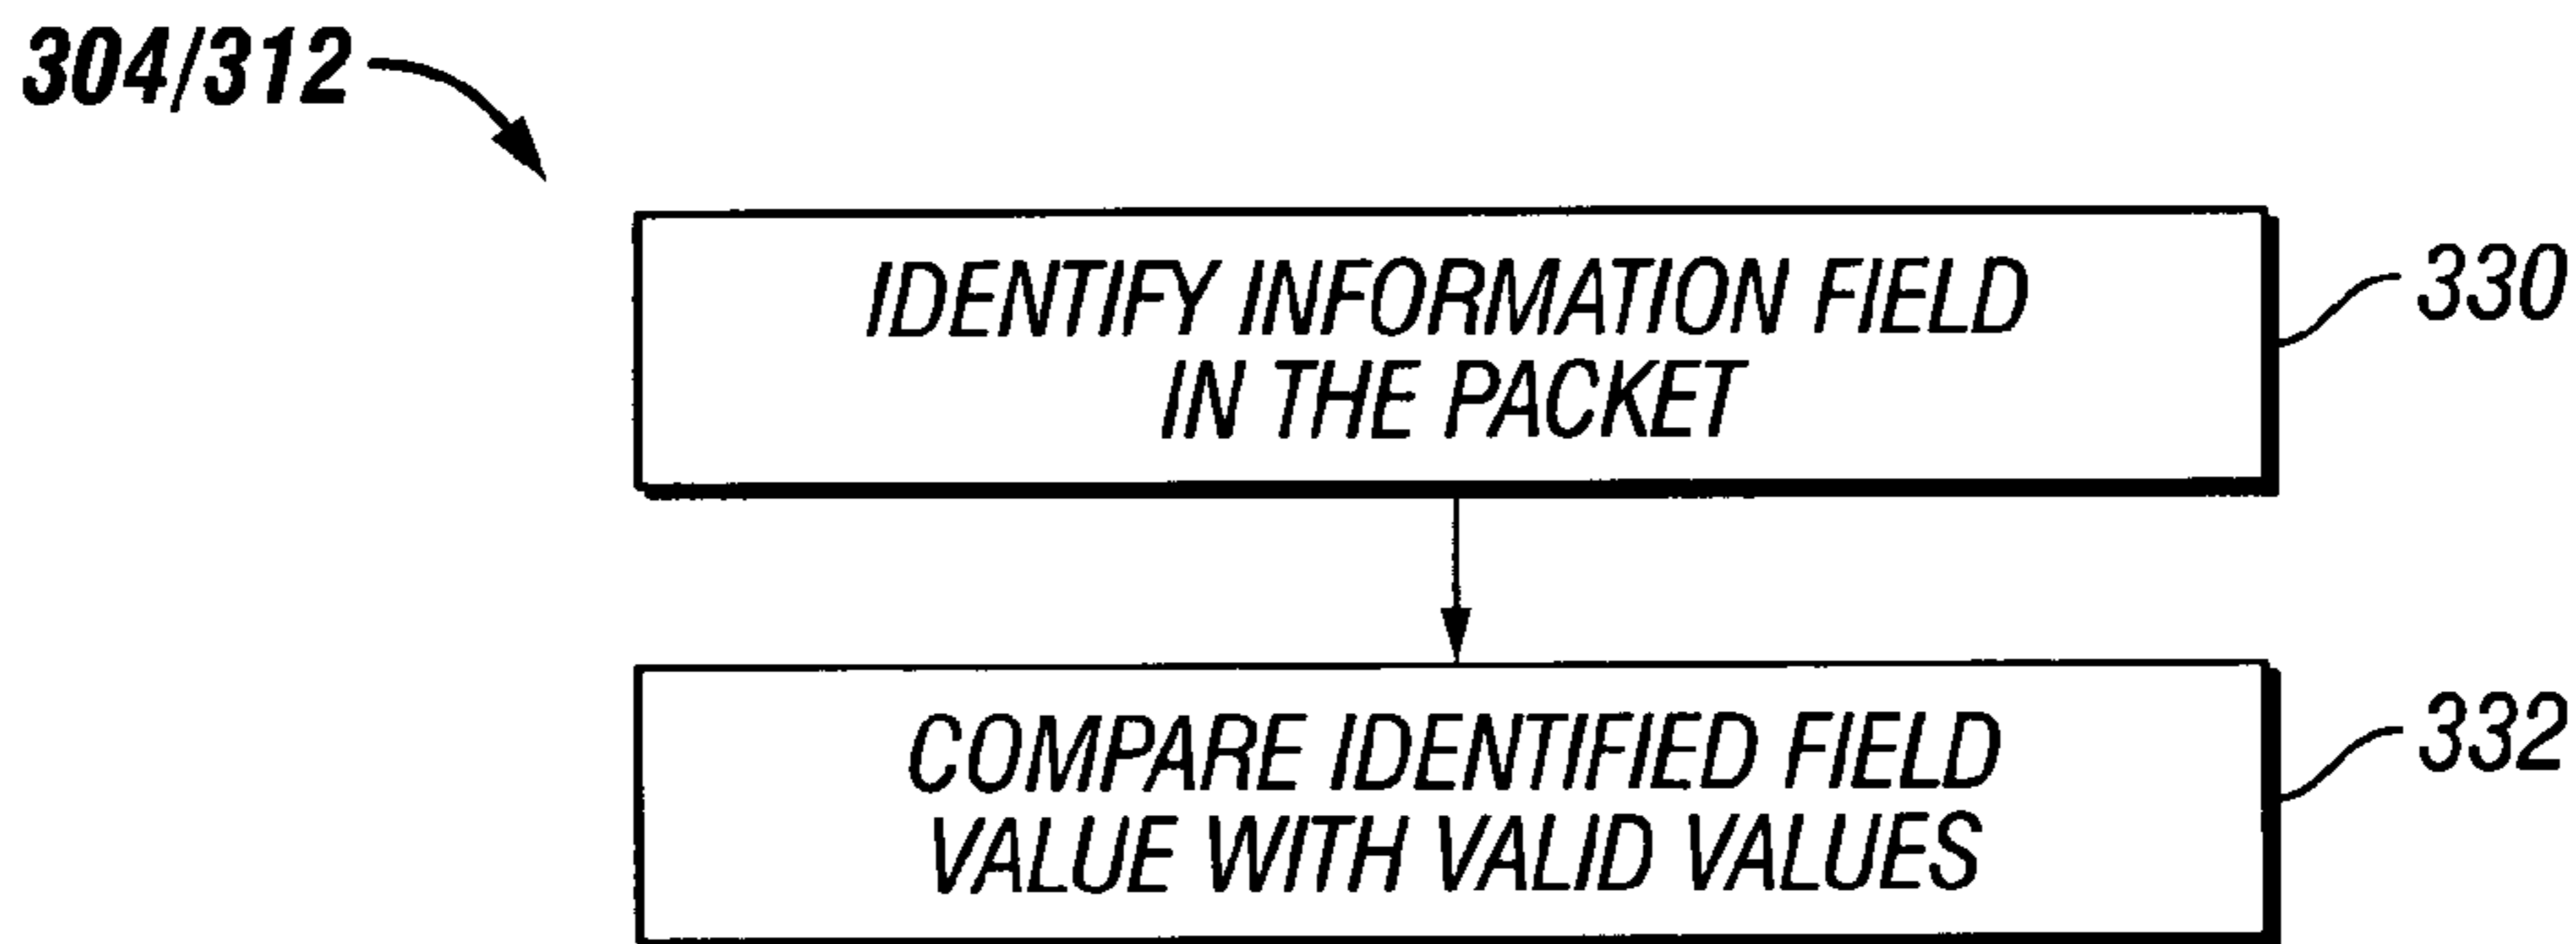 304/312
IDENTIFY INFORMATION FIELD
IN THE PACKET
330
COMPARE IDENTIFIED FIELD
VALUE WITH VALID VALUES
332